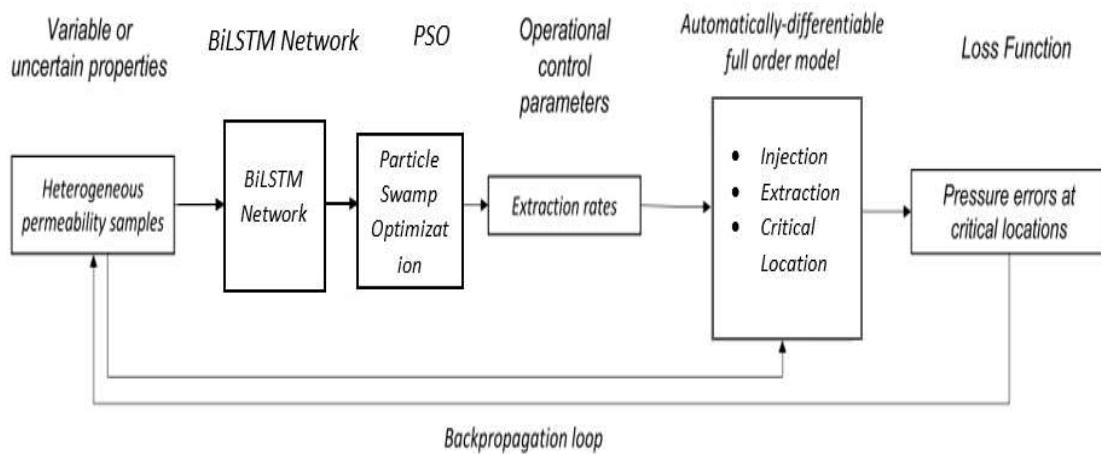 Variable or
uncertain properties
BiLSTM Network
PSO
Operational
control
parameters
Automatically-differentiable
full order model
Loss Function
Heterogeneous
permeability samples
BiLSTM
Network
Particle
Swamp
Optimizat
ion
Extraction rates
• Injection
• Extraction
• Critical
Location
Pressure errors at
critical locations
Backpropagation loop